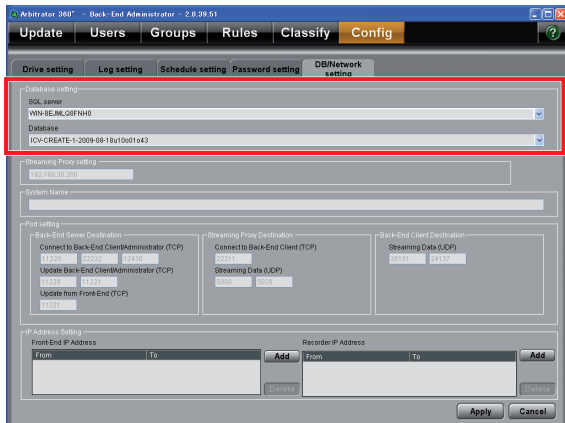 Arbitrator 360° - Back-End Administrator - 2.0.39.51
Update Users Groups Rules Classify Config ?
Drive setting Log setting Schedule setting Password setting DB/Network setting
Database setting
SQL server
WIN-8EJMLQ8FNH0
Database
ICV-CREATE-1-2009-09-18u10o01o43
Streaming Proxy setting
192.168.30.200
System Name
Port setting
Back-End Server Destination
Connect to Back-End Client/Administrator (TCP)
11220 22222 12430
Update Back-End Client/Administrator (TCP)
11228 11221
Update from Front-End (TCP)
11221
Streaming Proxy Destination
Connect to Back-End Client (TCP)
22211
Streaming Data (UDP)
5000 5020
Back-End Client Destination
Streaming Data (UDP)
24137
IP Address Setting
Front-End IP Address
From To
Add
Delete
Recorder IP Address
From To
Add
Delete
Apply Cancel